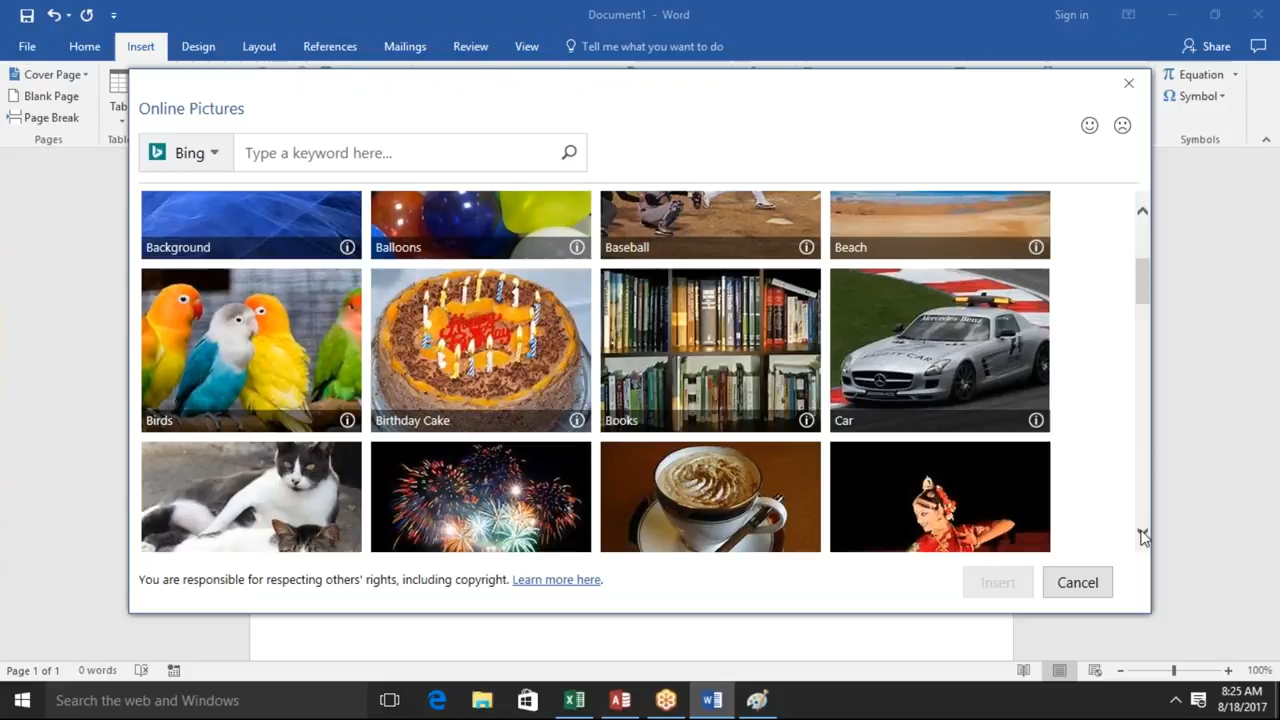 Document1 - Word
Sign in
File Home Insert Design Layout References Mailings Review View Tell me what you want to do Share
Cover Page
Blank Page
Page Break
Pages
Equation
Symbol
Symbols
Online Pictures
Bing Type a keyword here...
Background Balloons Baseball Beach
Birds Birthday Cake Books Car
You are responsible for respecting others' rights, including copyright. Learn more here.
Insert Cancel
Page 1 of 1 0 words 100%
Search the web and Windows
8:25 AM
8/18/2017